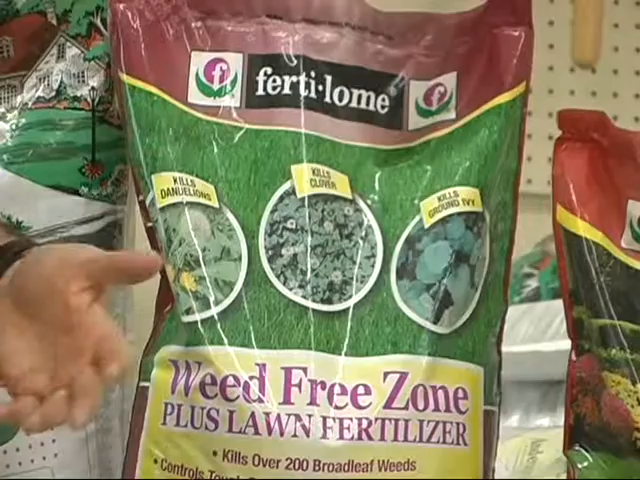 ferti·lome
KILLS
DANDELIONS
KILLS
CLOVER
KILLS
GROUND IVY
Weed Free Zone
PLUS LAWN FERTILIZER
• Kills Over 200 Broadleaf Weeds
• Controls